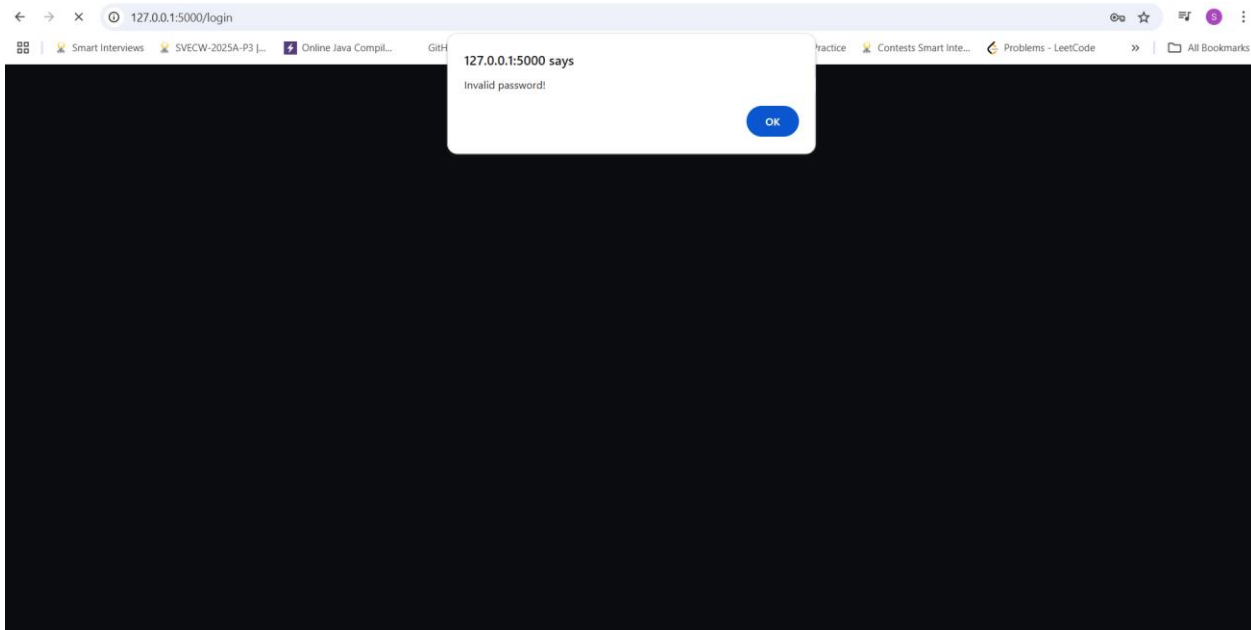 127.0.0.1:5000/login
S
Smart Interviews SVECW-2025A-P3 |... Online Java Compil... GitH Practice Contests Smart Inte... Problems - LeetCode » All Bookmarks
127.0.0.1:5000 says
Invalid password!
OK